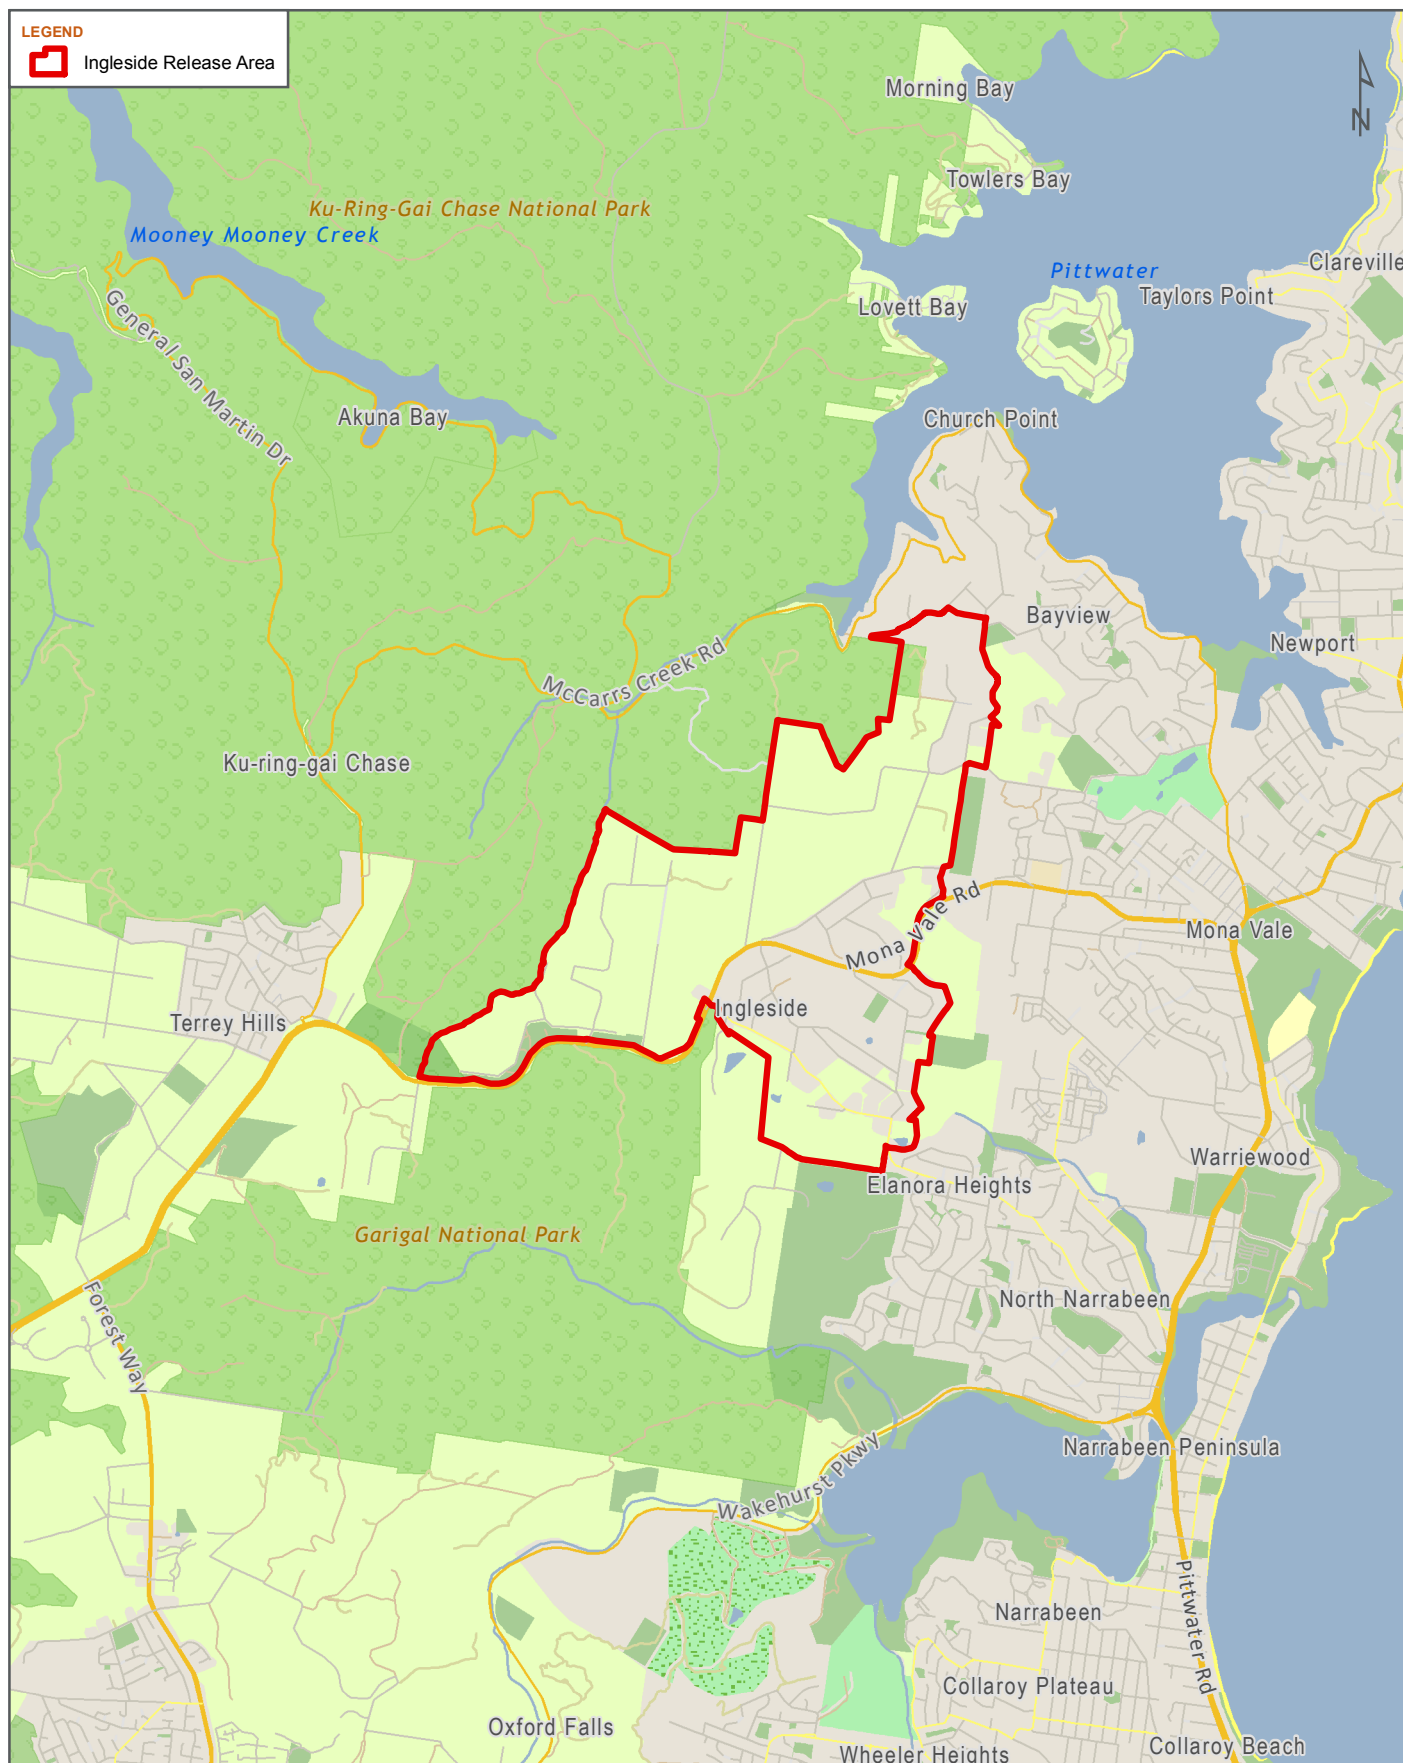 LEGEND
Ingleside Release Area
N
Morning Bay
Towlers Bay
Ku-Ring-Gai Chase National Park
Mooney Mooney Creek
Clareville
Pittwater
Taylors Point
Lovett Bay
General San Martin Dr
Akuna Bay
Church Point
Bayview
Newport
McCarrs Creek Rd
Ku-ring-gai Chase
Mona Vale Rd
Mona Vale
Ingleside
Terrey Hills
Warriewood
Elanora Heights
Garigal National Park
North Narrabeen
Forest Way
Narrabeen Peninsula
Wakehurst Pkwy
Narrabeen
Pittwater Rd
Collaroy Plateau
Oxford Falls
Collaroy Beach
Wheeler Heights